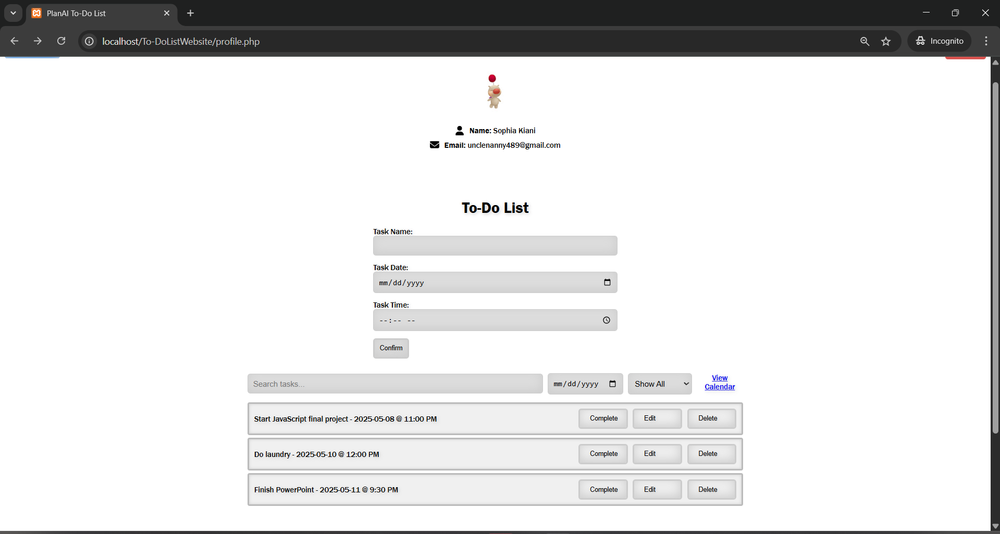 PlanAI To-Do List
localhost/To-DoListWebsite/profile.php
Incognito
Name: Sophia Kiani
Email: unclenanny489@gmail.com
To-Do List
Task Name:
Task Date:
mm/dd/yyyy
Task Time:
--:-- --
Confirm
Search tasks...
mm/dd/yyyy
Show All
View
Calendar
Start JavaScript final project - 2025-05-08 @ 11:00 PM
Complete
Edit
Delete
Do laundry - 2025-05-10 @ 12:00 PM
Complete
Edit
Delete
Finish PowerPoint - 2025-05-11 @ 9:30 PM
Complete
Edit
Delete